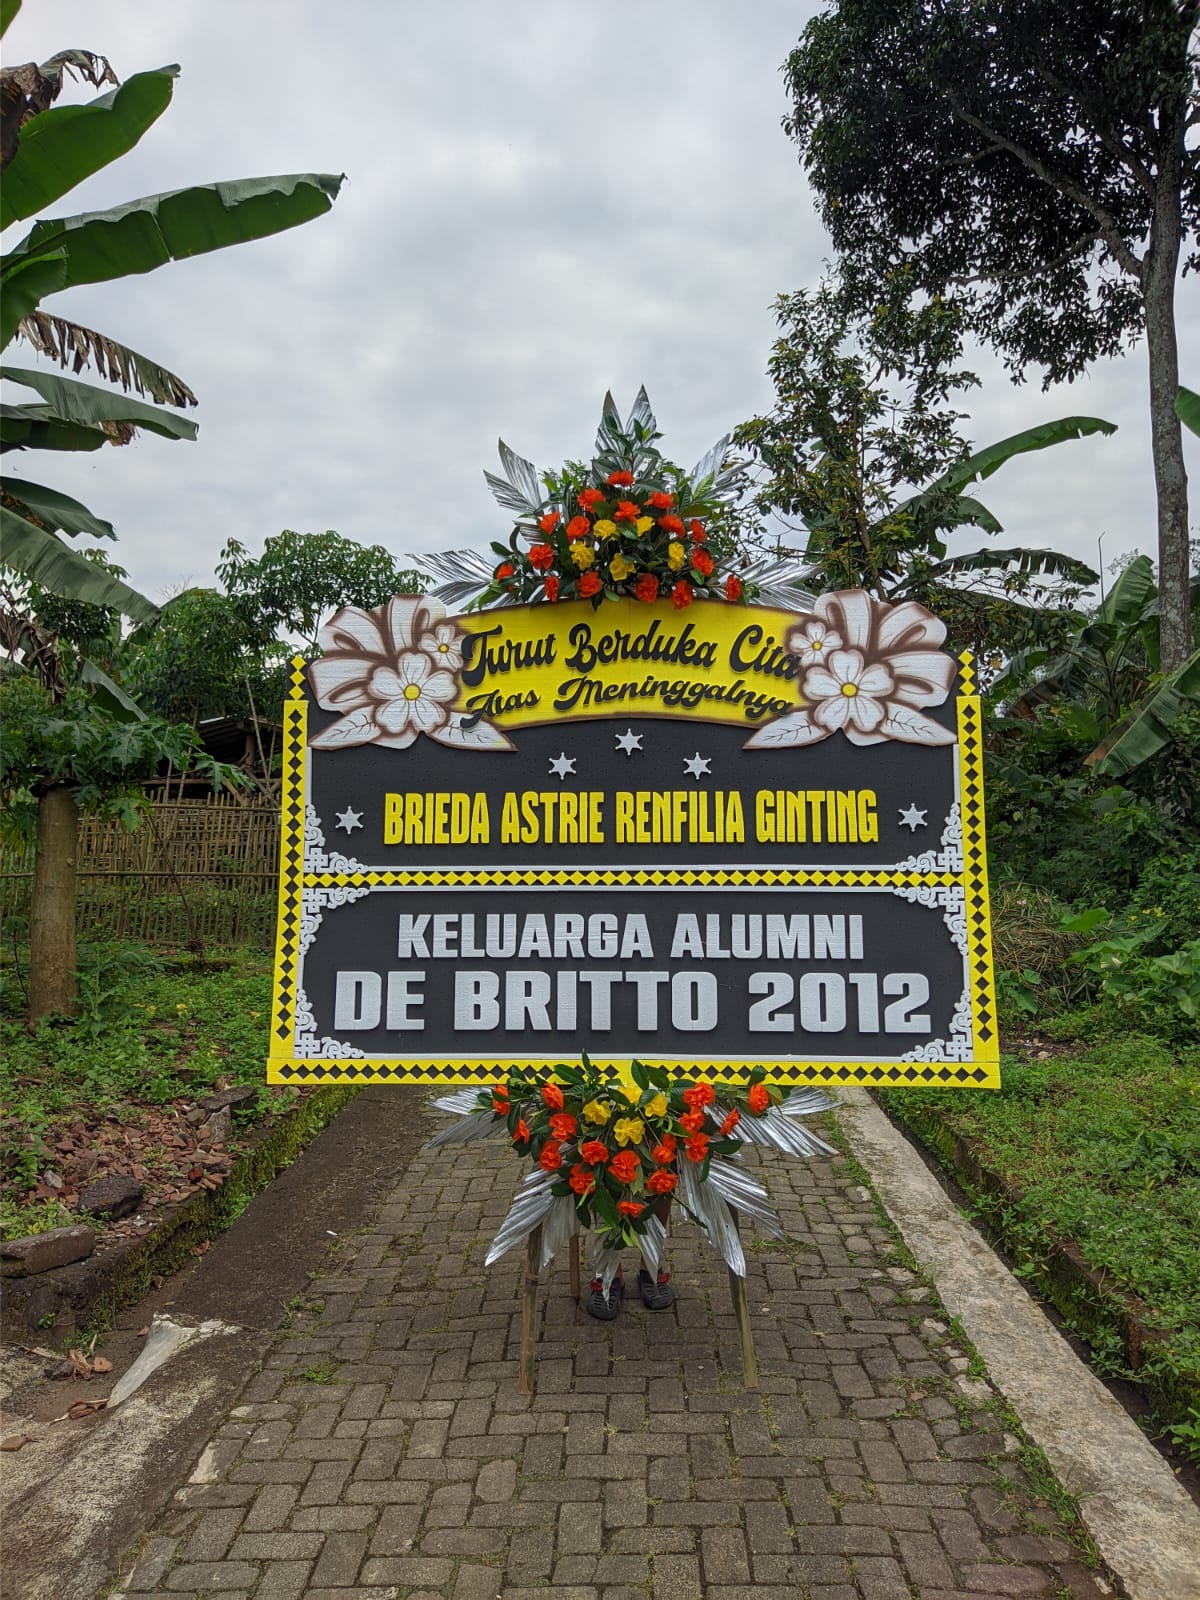 Turut Berduka Cita
Atas Meninggalnya
BRIEDA ASTRIE RENFILIA GINTING
KELUARGA ALUMNI
DE BRITTO 2012